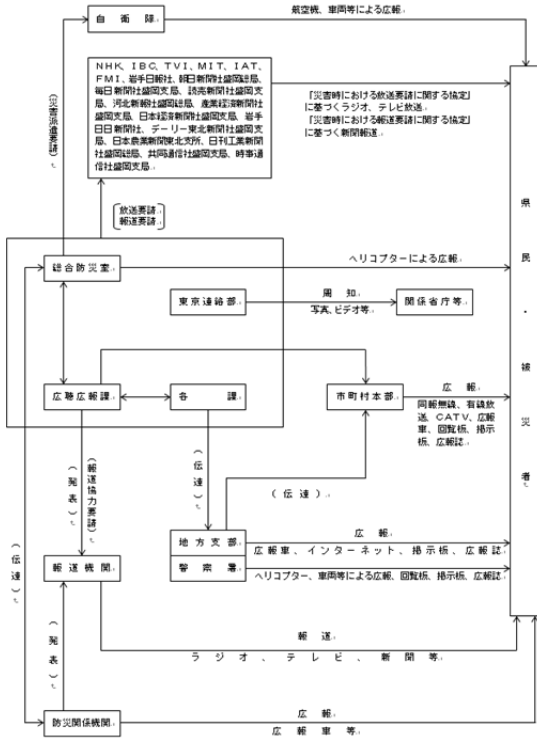 自衛隊
航空機、車両等による広報
(災害派遣要請)
NHK、IBC、TVI、MIT、IAT、
FMI、岩手日報社、朝日新聞社盛岡総局、
毎日新聞社盛岡支局、読売新聞社盛岡支
局、河北新報社盛岡総局、産業経済新聞社
盛岡支局、日本経済新聞社盛岡支局、岩手
日日新聞社、デーリー東北新聞社盛岡支
局、日本農業新聞東北支所、日刊工業新聞
社盛岡総局、共同通信社盛岡支局、時事通
信社盛岡支局
「災害時における放送要請に関する協定」
に基づくラジオ、テレビ放送
「災害時における報道要請に関する協定」
に基づく新聞報道
県民・被災者
放送要請
報道要請
総合防災室
ヘリコプターによる広報
東京連絡部
周知
写真、ビデオ等
関係省庁等
広聴広報課
各課
市町村本部
広報
同報無線、有線放
送、CATV、広報
車、回覧板、掲示
板、広報誌
(発表)
(報道協力要請)
(伝達)
(伝達)
(伝達)
地方支部
広報
広報車、インターネット、掲示板、広報誌
警察署
ヘリコプター、車両等による広報、回覧板、掲示板、広報誌
報道機関
報道
ラジオ、テレビ、新聞等
(発表)
防災関係機関
広報
広報車等